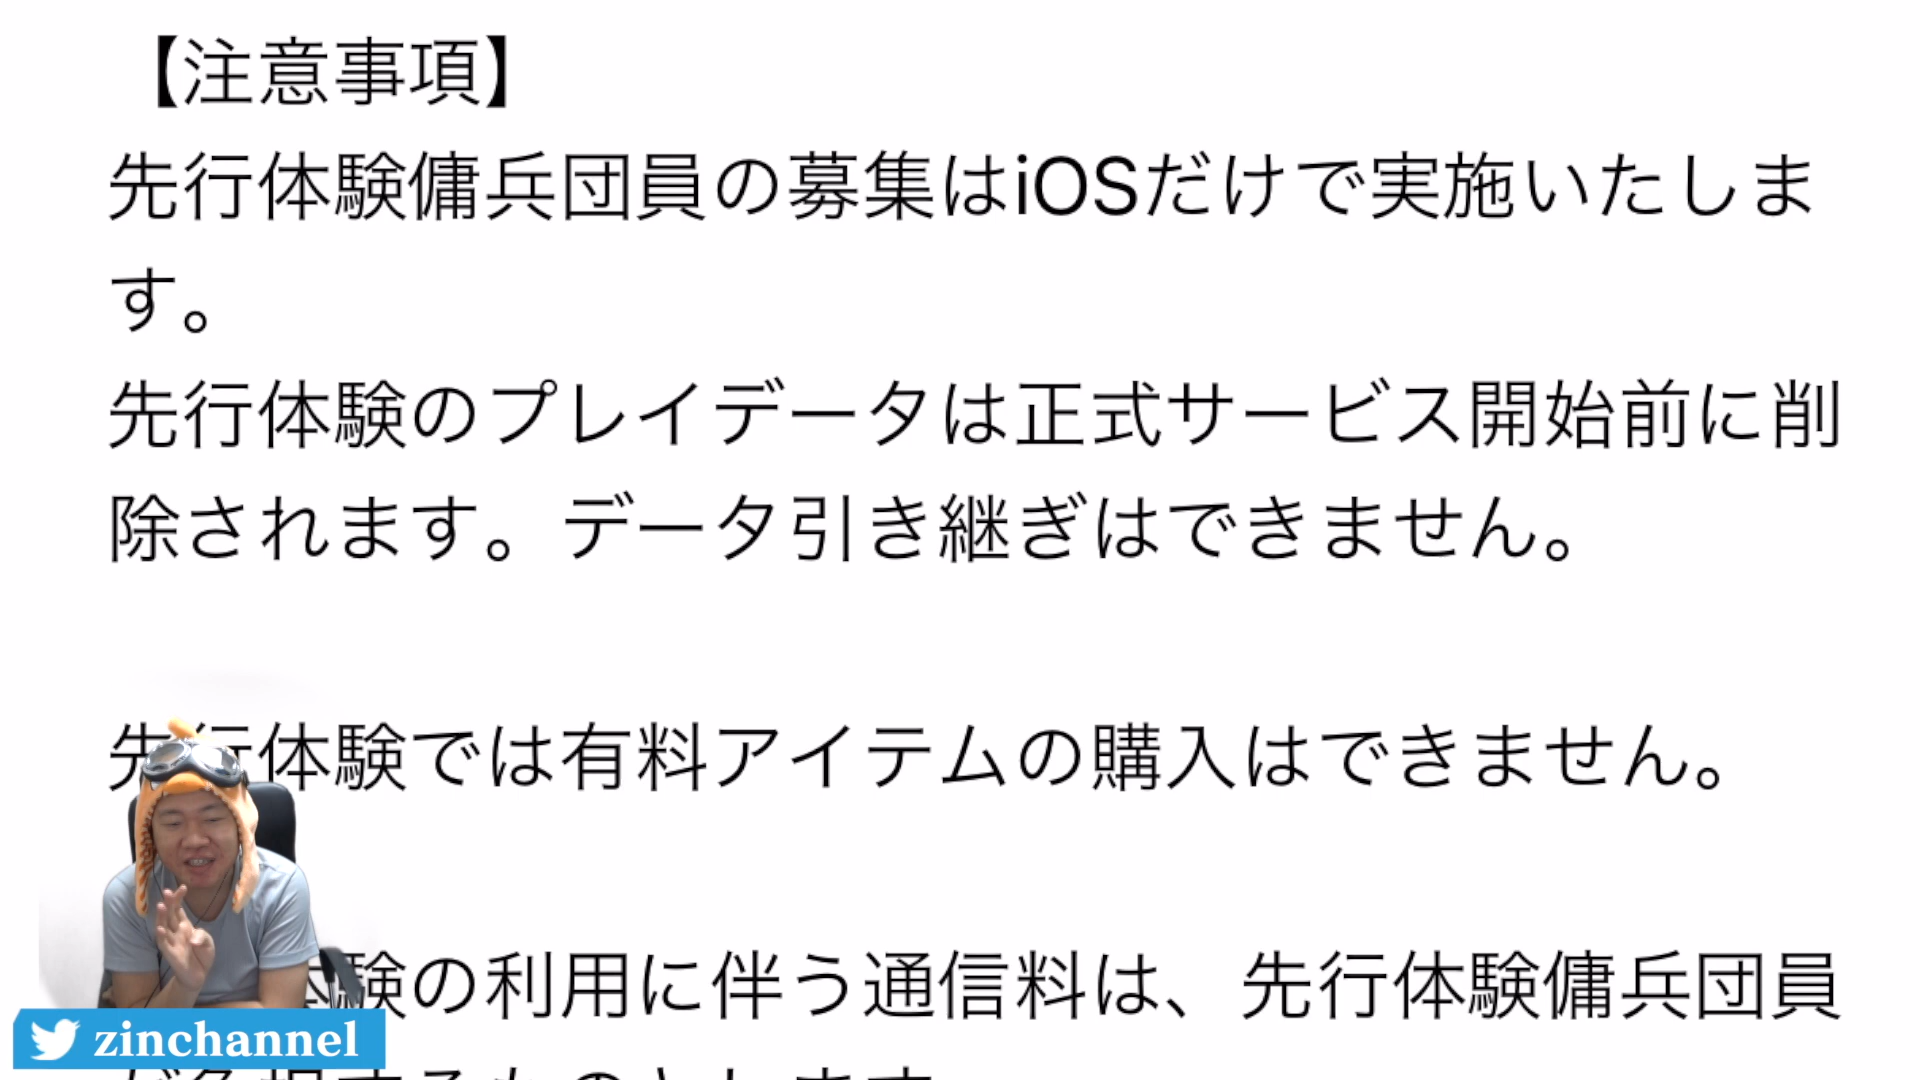 【注意事項】
先行体験傭兵団員の募集はiOSだけで実施いたしま
す。
先行体験のプレイデータは正式サービス開始前に削
除されます。データ引き継ぎはできません。
先行体験では有料アイテムの購入はできません。
体験の利用に伴う通信料は、先行体験傭兵団員
zinchannel